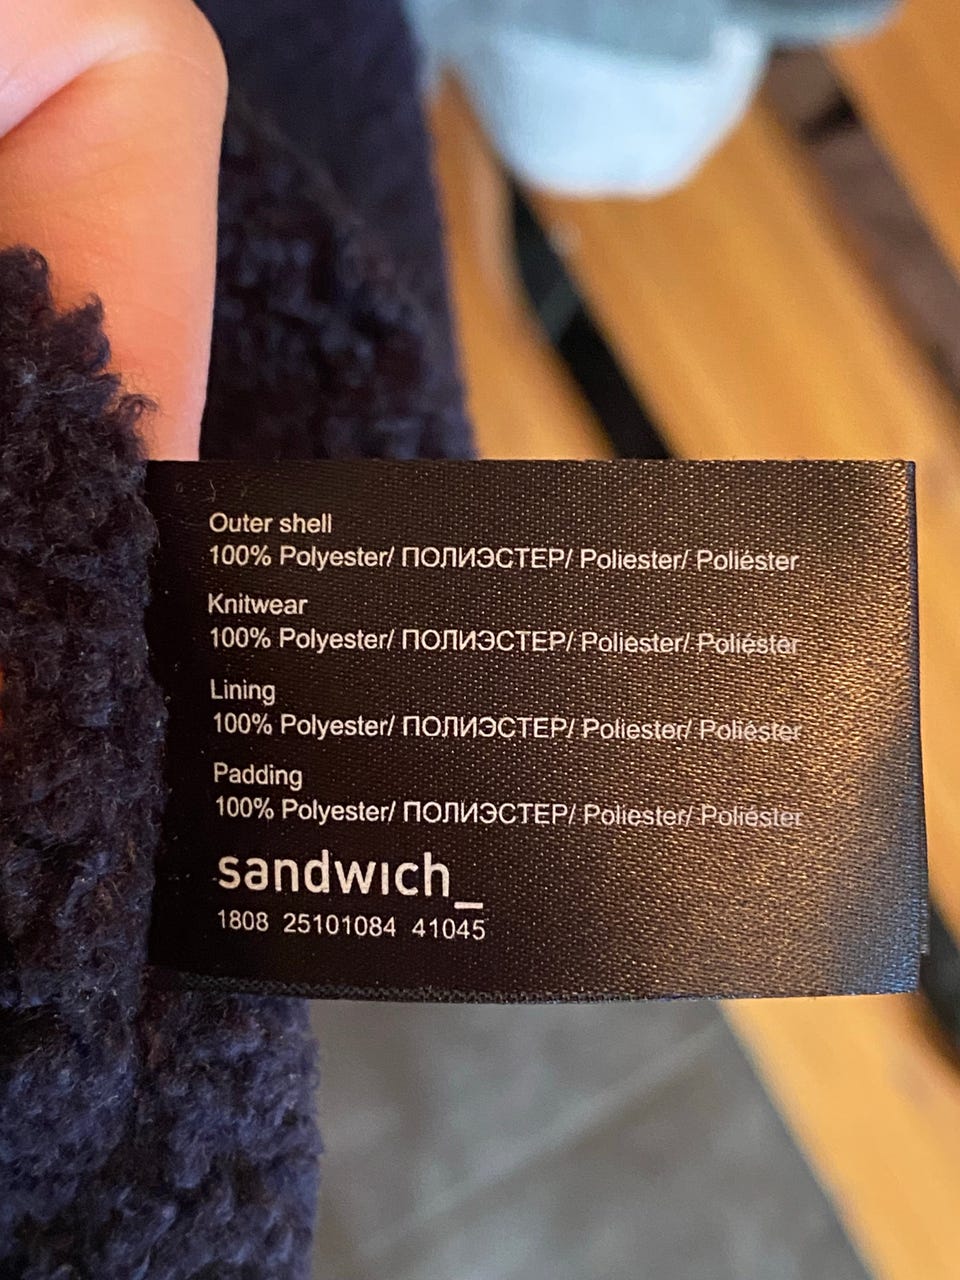 Outer shell
100% Polyester/ ПОЛИЭСТЕР/ Poliester/ Poliéster
Knitwear
100% Polyester/ ПОЛИЭСТЕР/ Poliester/ Poliéster
Lining
100% Polyester/ ПОЛИЭСТЕР/ Poliester/ Poliéster
Padding
100% Polyester/ ПОЛИЭСТЕР/ Poliester/ Poliéster
sandwich_
1808 25101084 41045